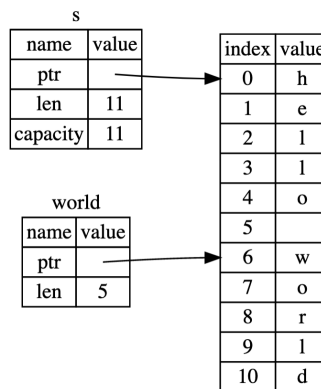 s
name value
ptr
len 11
capacity 11
world
name value
ptr
len 5
index value
0 h
1 e
2 l
3 l
4 o
5
6 w
7 o
8 r
9 l
10 d